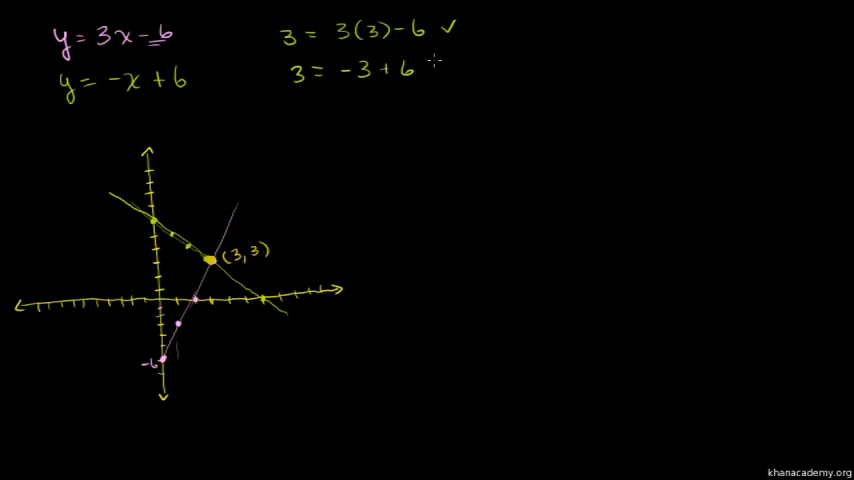 y = 3x - 6
3 = 3(3) - 6 ✓
y = -x + 6
3 = -3 + 6
(3,3)
-6
khanacademy.org